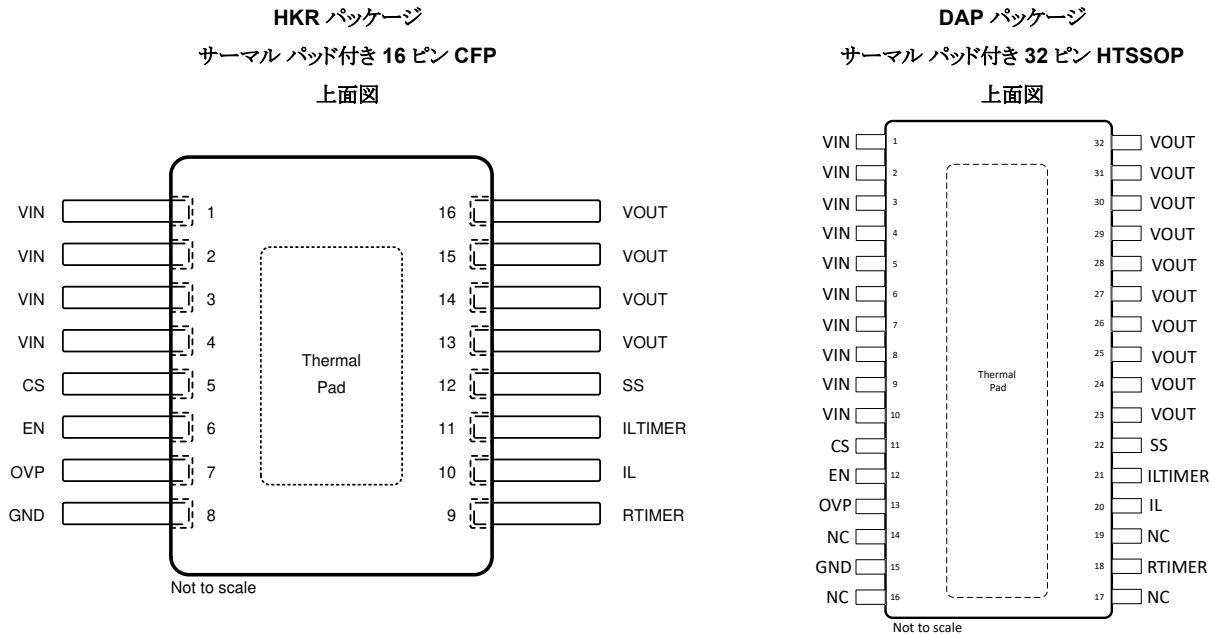 HKR パッケージ
サーマル パッド付き 16 ピン CFP
上面図
VIN 1 16 VOUT
VIN 2 15 VOUT
VIN 3 14 VOUT
VIN 4 13 VOUT
Thermal
Pad
CS 5 12 SS
EN 6 11 ILTIMER
OVP 7 10 IL
GND 8 9 RTIMER
Not to scale
DAP パッケージ
サーマル パッド付き 32 ピン HTSSOP
上面図
VIN 1 32 VOUT
VIN 2 31 VOUT
VIN 3 30 VOUT
VIN 4 29 VOUT
VIN 5 28 VOUT
VIN 6 27 VOUT
VIN 7 26 VOUT
VIN 8 25 VOUT
Thermal
Pad
VIN 9 24 VOUT
VIN 10 23 VOUT
CS 11 22 SS
EN 12 21 ILTIMER
OVP 13 20 IL
NC 14 19 NC
GND 15 18 RTIMER
NC 16 17 NC
Not to scale